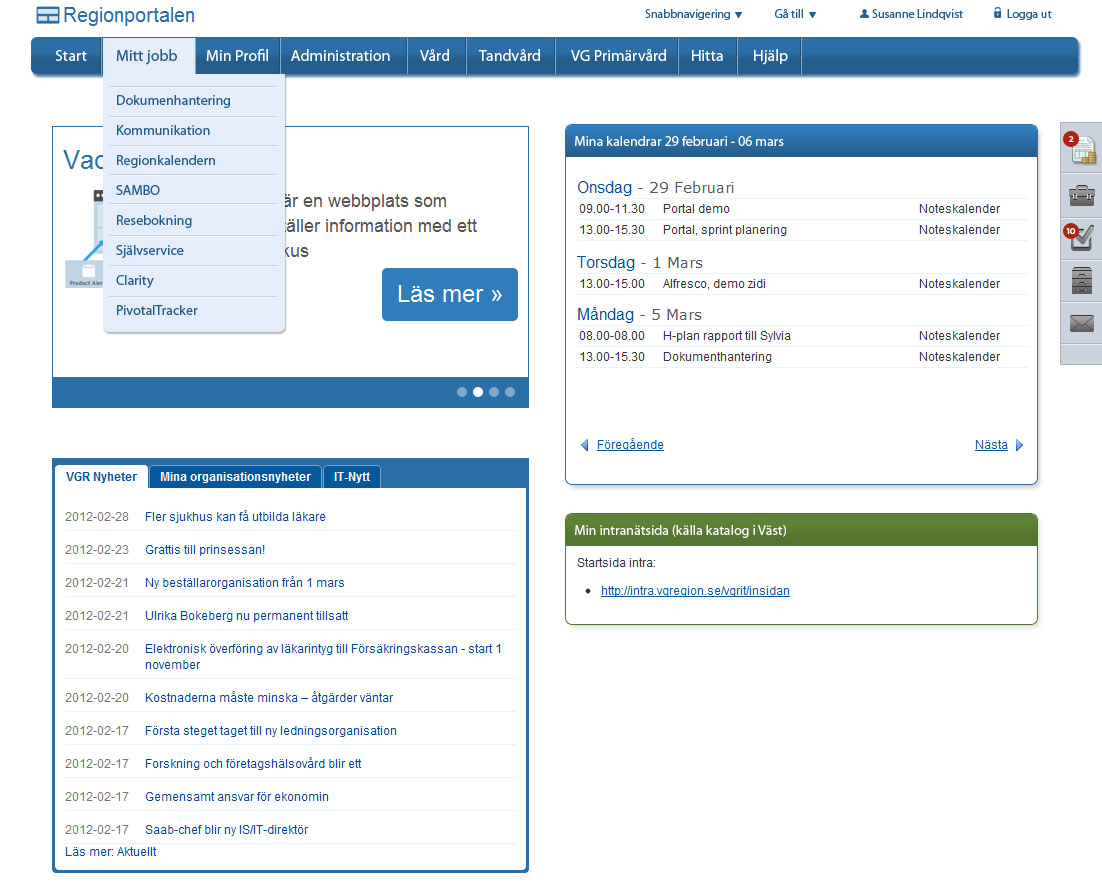 Regionportalen
Snabbnavigering
Gå till
Susanne Lindqvist
Logga ut
Start
Mitt jobb
Min Profil
Administration
Vård
Tandvård
VG Primärvård
Hitta
Hjälp
Dokumenhantering
Kommunikation
Regionkalendern
SAMBO
Resebokning
Självservice
Clarity
PivotalTracker
är en webbplats som
information med ett
Läs mer »
VGR Nyheter
Mina organisationsnyheter
IT-Nytt
2012-02-28 Fler sjukhus kan få utbilda läkare
2012-02-23 Grattis till prinsessan!
2012-02-21 Ny beställarorganisation från 1 mars
2012-02-21 Ulrika Bokeberg nu permanent tillsatt
2012-02-20 Elektronisk överföring av läkarintyg till Försäkringskassan - start 1
november
2012-02-20 Kostnaderna måste minska – åtgärder väntar
2012-02-17 Första steget taget till ny ledningsorganisation
2012-02-17 Forskning och företagshälsovård blir ett
2012-02-17 Gemensamt ansvar för ekonomin
2012-02-17 Saab-chef blir ny IS/IT-direktör
Läs mer: Aktuellt
Mina kalendrar 29 februari - 06 mars
Onsdag - 29 Februari
09.00-11.30 Portal demo Noteskalender
13.00-15.30 Portal, sprint planering Noteskalender
Torsdag - 1 Mars
13.00-15.00 Alfresco, demo zidi Noteskalender
Måndag - 5 Mars
08.00-08.00 H-plan rapport till Sylvia Noteskalender
13.00-15.30 Dokumenthantering Noteskalender
Föregående
Nästa
Min intranätsida (källa katalog i Väst)
Startsida intra:
http://intra.vgregion.se/vgrit/insidan
2
10